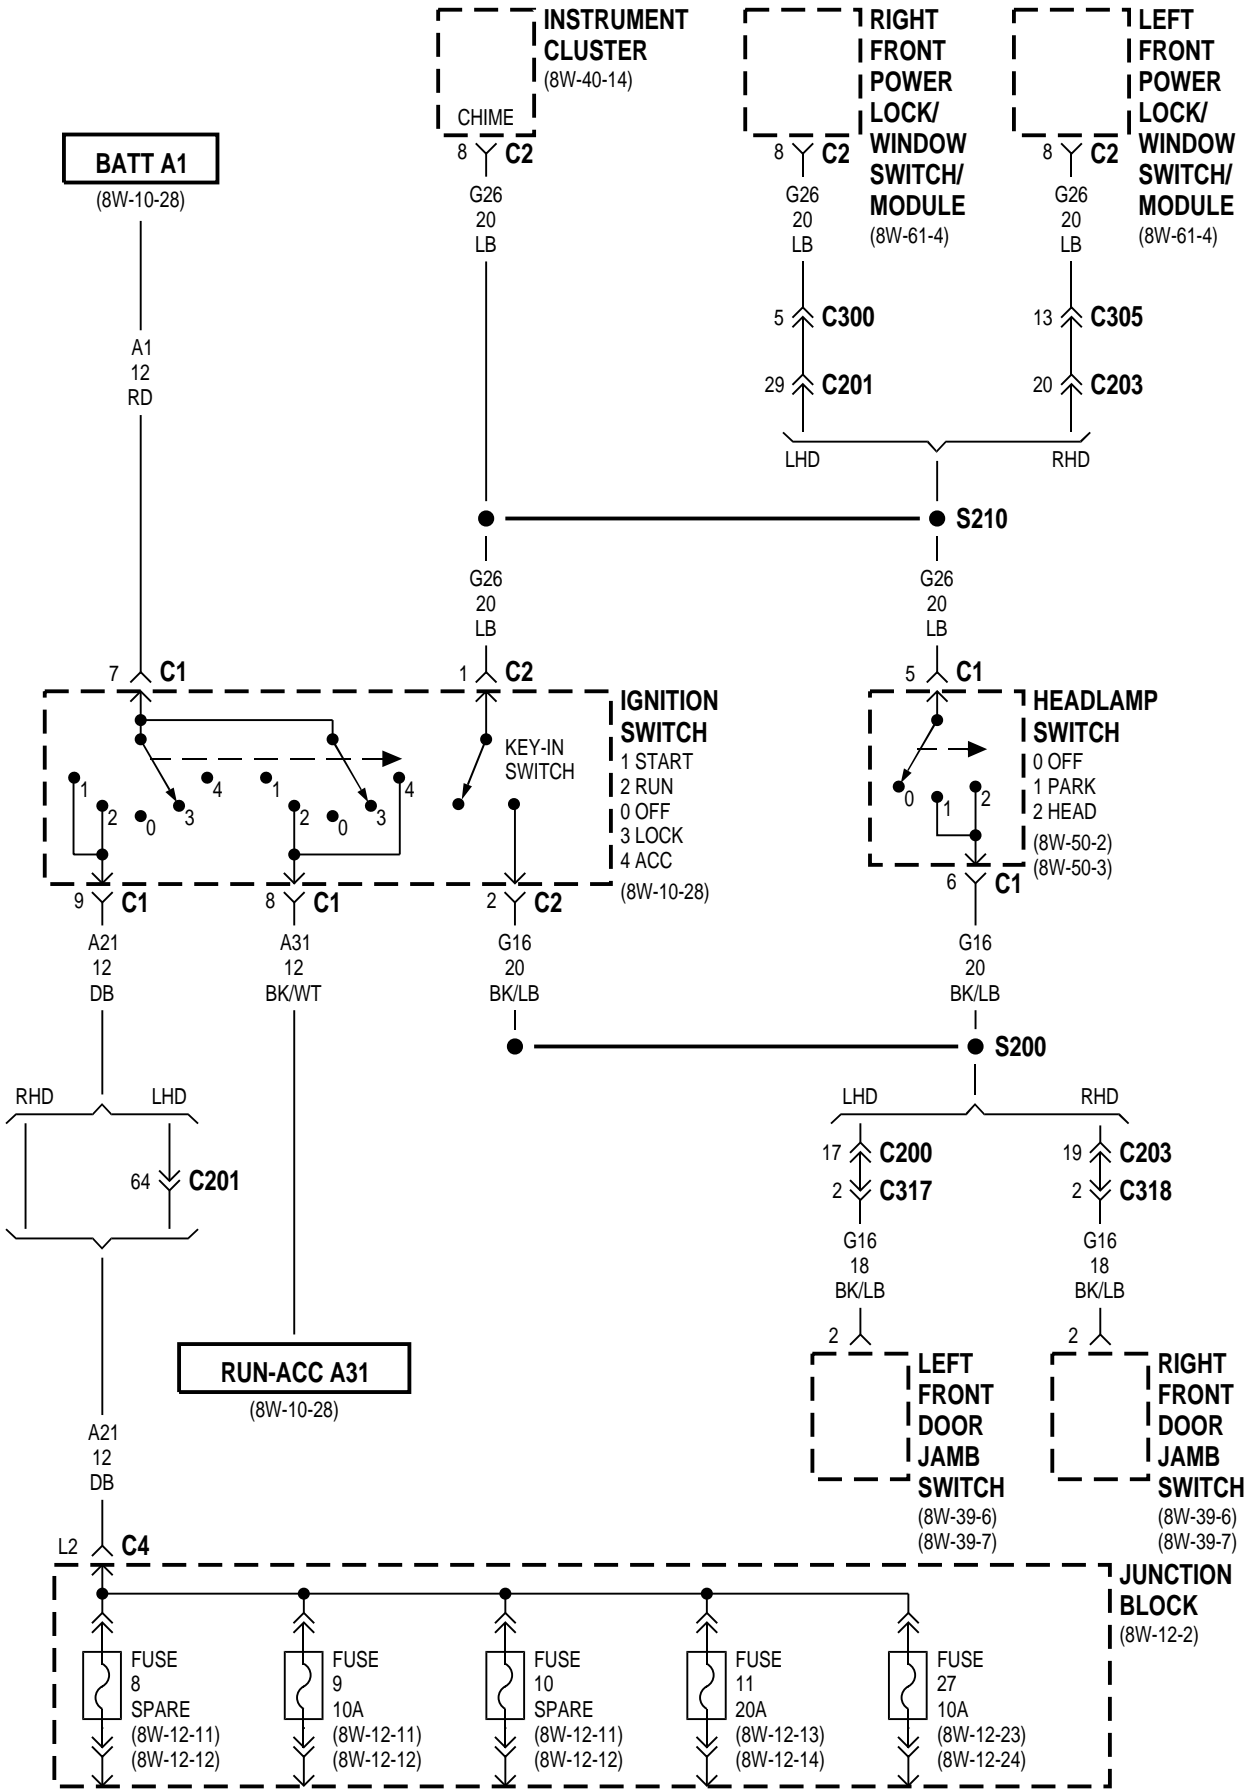 INSTRUMENT
CLUSTER
(8W-40-14)
CHIME
8 C2
G26
20
LB
RIGHT
FRONT
POWER
LOCK/
WINDOW
SWITCH/
MODULE
(8W-61-4)
8 C2
G26
20
LB
5 C300
29 C201
LHD
LEFT
FRONT
POWER
LOCK/
WINDOW
SWITCH/
MODULE
(8W-61-4)
8 C2
G26
20
LB
13 C305
20 C203
RHD
BATT A1
(8W-10-28)
A1
12
RD
S210
G26
20
LB
G26
20
LB
7 C1
1 C2
5 C1
IGNITION
SWITCH
1 START
2 RUN
0 OFF
3 LOCK
4 ACC
(8W-10-28)
KEY-IN
SWITCH
1
2
0
3
4
1
2
0
3
4
HEADLAMP
SWITCH
0 OFF
1 PARK
2 HEAD
(8W-50-2)
(8W-50-3)
0
1
2
9 C1
8 C1
2 C2
6 C1
A21
12
DB
A31
12
BK/WT
G16
20
BK/LB
G16
20
BK/LB
S200
RHD
LHD
64 C201
LHD
RHD
17 C200
2 C317
G16
18
BK/LB
2
19 C203
2 C318
G16
18
BK/LB
2
RUN-ACC A31
(8W-10-28)
LEFT
FRONT
DOOR
JAMB
SWITCH
(8W-39-6)
(8W-39-7)
RIGHT
FRONT
DOOR
JAMB
SWITCH
(8W-39-6)
(8W-39-7)
A21
12
DB
L2 C4
JUNCTION
BLOCK
(8W-12-2)
FUSE
8
SPARE
(8W-12-11)
(8W-12-12)
FUSE
9
10A
(8W-12-11)
(8W-12-12)
FUSE
10
SPARE
(8W-12-11)
(8W-12-12)
FUSE
11
20A
(8W-12-13)
(8W-12-14)
FUSE
27
10A
(8W-12-23)
(8W-12-24)